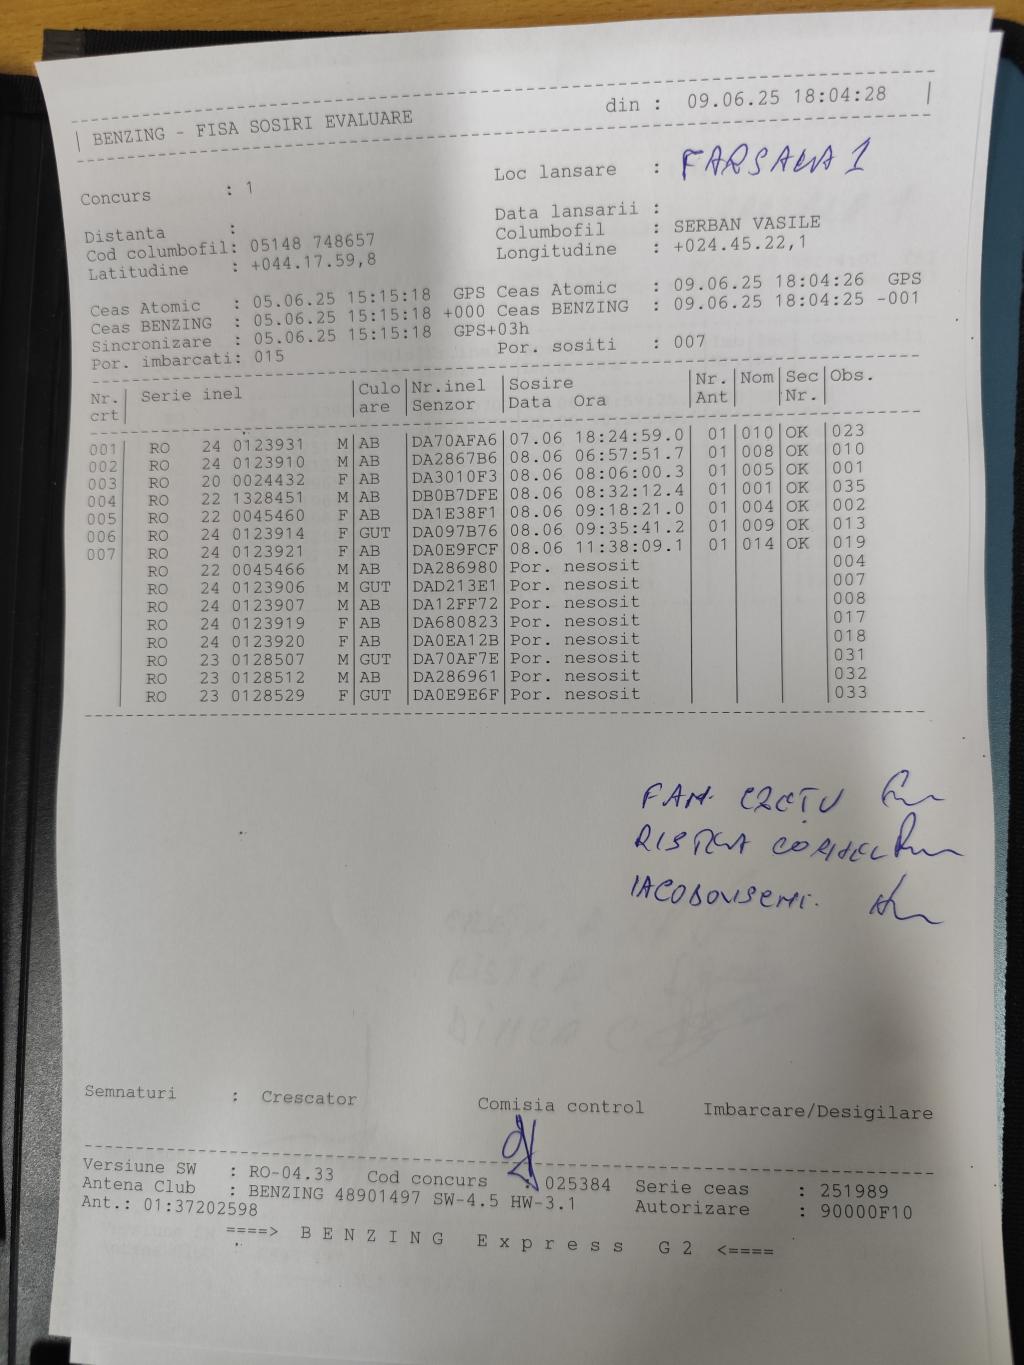 | BENZING - FISA SOSIRI EVALUARE din : 09.06.25 18:04:28 |
Concurs : 1 Loc lansare : FARSALA 1
Data lansarii :
Distanta : Columbofil : SERBAN VASILE
Cod columbofil: 05148 748657 Longitudine : +024.45.22,1
Latitudine : +044.17.59,8
Ceas Atomic : 05.06.25 15:15:18 GPS Ceas Atomic : 09.06.25 18:04:26 GPS
Ceas BENZING : 05.06.25 15:15:18 +000 Ceas BENZING : 09.06.25 18:04:25 -001
Sincronizare : 05.06.25 15:15:18 GPS+03h
Por. imbarcati: 015 Por. sositi : 007
Nr. Serie inel Culo Nr.inel Sosire Nr. Nom Sec Obs.
crt are Senzor Data Ora Ant Nr.
001 RO 24 0123931 M AB DA70AFA6 07.06 18:24:59.0 01 010 OK 023
002 RO 24 0123910 M AB DA2867B6 08.06 06:57:51.7 01 008 OK 010
003 RO 20 0024432 F AB DA3010F3 08.06 08:06:00.3 01 005 OK 001
004 RO 22 1328451 M AB DB0B7DFE 08.06 08:32:12.4 01 001 OK 035
005 RO 22 0045460 F AB DA1E38F1 08.06 09:18:21.0 01 004 OK 002
006 RO 24 0123914 F GUT DA097B76 08.06 09:35:41.2 01 009 OK 013
007 RO 24 0123921 F AB DA0E9FCF 08.06 11:38:09.1 01 014 OK 019
RO 22 0045466 M AB DA286980 Por. nesosit 004
RO 24 0123906 M GUT DAD213E1 Por. nesosit 007
RO 24 0123907 M AB DA12FF72 Por. nesosit 008
RO 24 0123919 F AB DA680823 Por. nesosit 017
RO 24 0123920 F AB DA0EA12B Por. nesosit 018
RO 23 0128507 M GUT DA70AF7E Por. nesosit 031
RO 23 0128512 M AB DA286961 Por. nesosit 032
RO 23 0128529 F GUT DA0E9E6F Por. nesosit 033
FAM.
RISTEA CORNEL
Semnaturi : Crescator Comisia control Imbarcare/Desigilare
Versiune SW : RO-04.33 Cod concurs : 025384 Serie ceas : 251989
Antena Club : BENZING 48901497 SW-4.5 HW-3.1 Autorizare : 90000F10
Ant.: 01:37202598
====> B E N Z I N G E x p r e s s G 2 <====